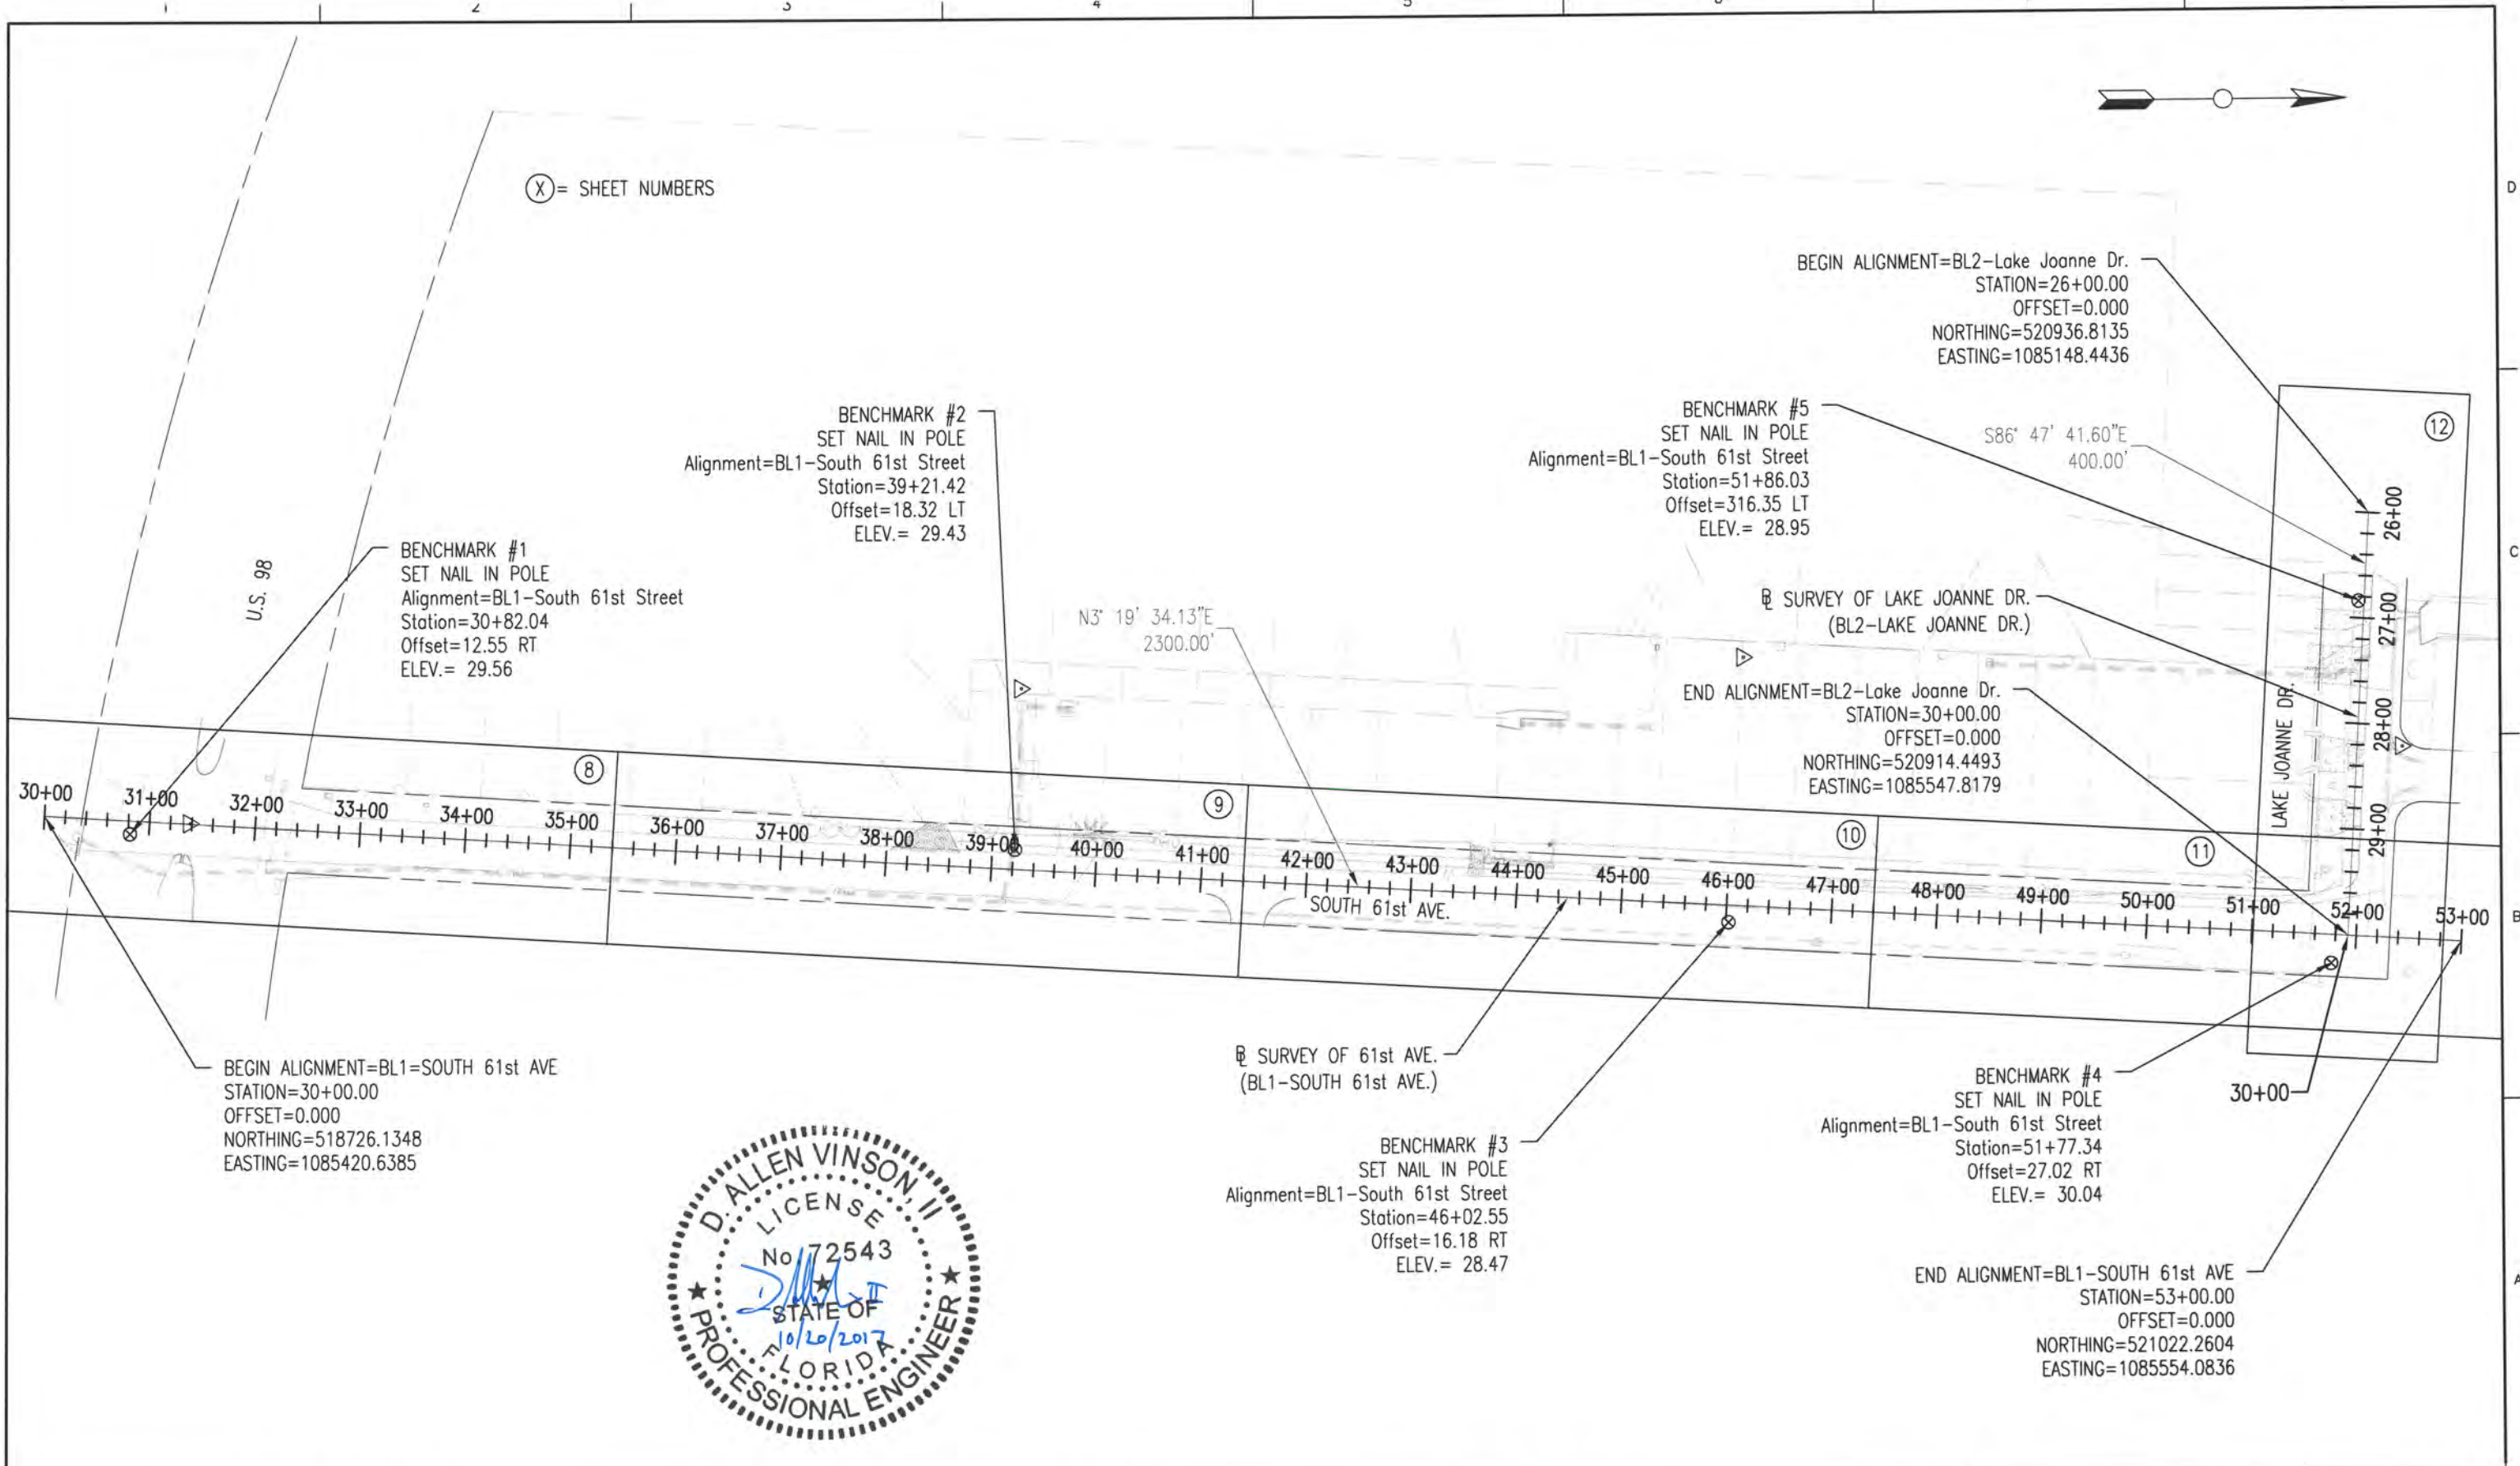 1 2 3 4 5
D
C
B
A
Ⓧ= SHEET NUMBERS
U.S. 98
BENCHMARK #1
SET NAIL IN POLE
Alignment=BL1-South 61st Street
Station=30+82.04
Offset=12.55 RT
ELEV.= 29.56
BENCHMARK #2
SET NAIL IN POLE
Alignment=BL1-South 61st Street
Station=39+21.42
Offset=18.32 LT
ELEV.= 29.43
N3° 19' 34.13"E
2300.00'
BEGIN ALIGNMENT=BL2-Lake Joanne Dr.
STATION=26+00.00
OFFSET=0.000
NORTHING=520936.8135
EASTING=1085148.4436
BENCHMARK #5
SET NAIL IN POLE
Alignment=BL1-South 61st Street
Station=51+86.03
Offset=316.35 LT
ELEV.= 28.95
S86° 47' 41.60"E
400.00'
12
℄ SURVEY OF LAKE JOANNE DR.
(BL2-LAKE JOANNE DR.)
END ALIGNMENT=BL2-Lake Joanne Dr.
STATION=30+00.00
OFFSET=0.000
NORTHING=520914.4493
EASTING=1085547.8179
LAKE JOANNE DR.
26+00
27+00
28+00
29+00
8
9
10
11
30+00 31+00 32+00 33+00 34+00 35+00 36+00 37+00 38+00 39+00 40+00 41+00 42+00 43+00 44+00 45+00 46+00 47+00 48+00 49+00 50+00 51+00 52+00 53+00
SOUTH 61st AVE.
BEGIN ALIGNMENT=BL1=SOUTH 61st AVE
STATION=30+00.00
OFFSET=0.000
NORTHING=518726.1348
EASTING=1085420.6385
℄ SURVEY OF 61st AVE.
(BL1-SOUTH 61st AVE.)
BENCHMARK #3
SET NAIL IN POLE
Alignment=BL1-South 61st Street
Station=46+02.55
Offset=16.18 RT
ELEV.= 28.47
BENCHMARK #4
SET NAIL IN POLE
Alignment=BL1-South 61st Street
Station=51+77.34
Offset=27.02 RT
ELEV.= 30.04
30+00
END ALIGNMENT=BL1-SOUTH 61st AVE
STATION=53+00.00
OFFSET=0.000
NORTHING=521022.2604
EASTING=1085554.0836
D. ALLEN VINSON, II
LICENSE
No. 72543
STATE OF
10/20/2017
FLORIDA
PROFESSIONAL ENGINEER